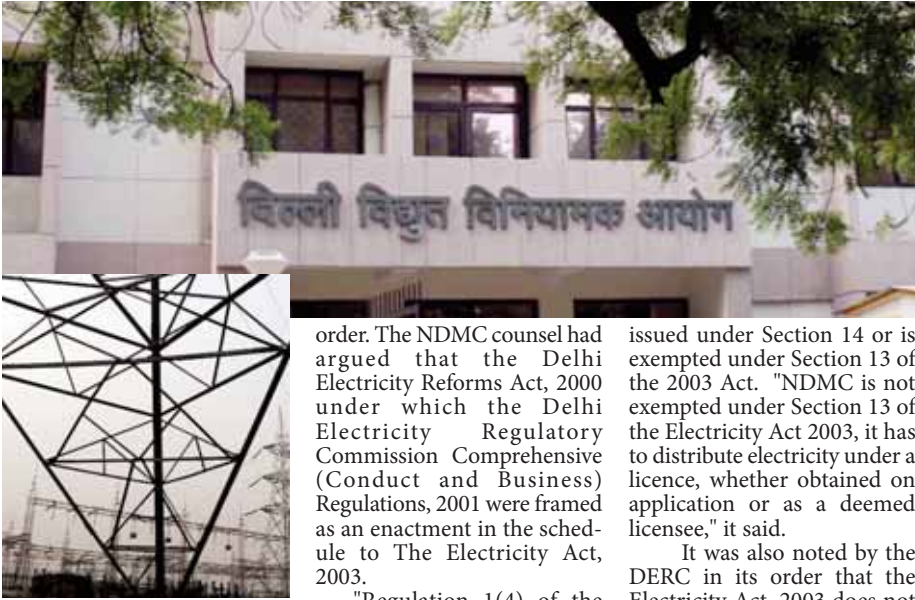 दिल्ली विद्युत विनियामक आयोग
order. The NDMC counsel had
argued that the Delhi
Electricity Reforms Act, 2000
under which the Delhi
Electricity Regulatory
Commission Comprehensive
(Conduct and Business)
Regulations, 2001 were framed
as an enactment in the sched-
ule to The Electricity Act,
2003.
"Regulation 1(4) of the
issued under Section 14 or is
exempted under Section 13 of
the 2003 Act. "NDMC is not
exempted under Section 13 of
the Electricity Act 2003, it has
to distribute electricity under a
licence, whether obtained on
application or as a deemed
licensee," it said.
It was also noted by the
DERC in its order that the
Electricity Act, 2003 does not